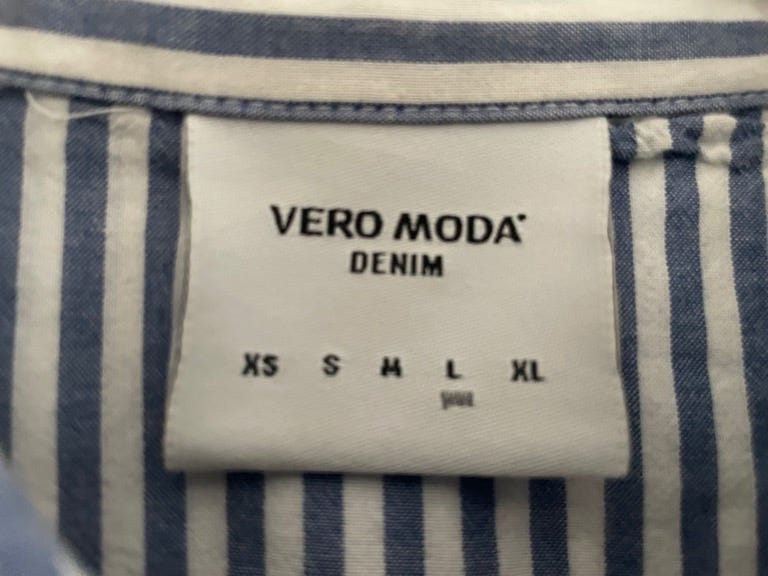 VERO MODA
DENIM
XS S M L XL